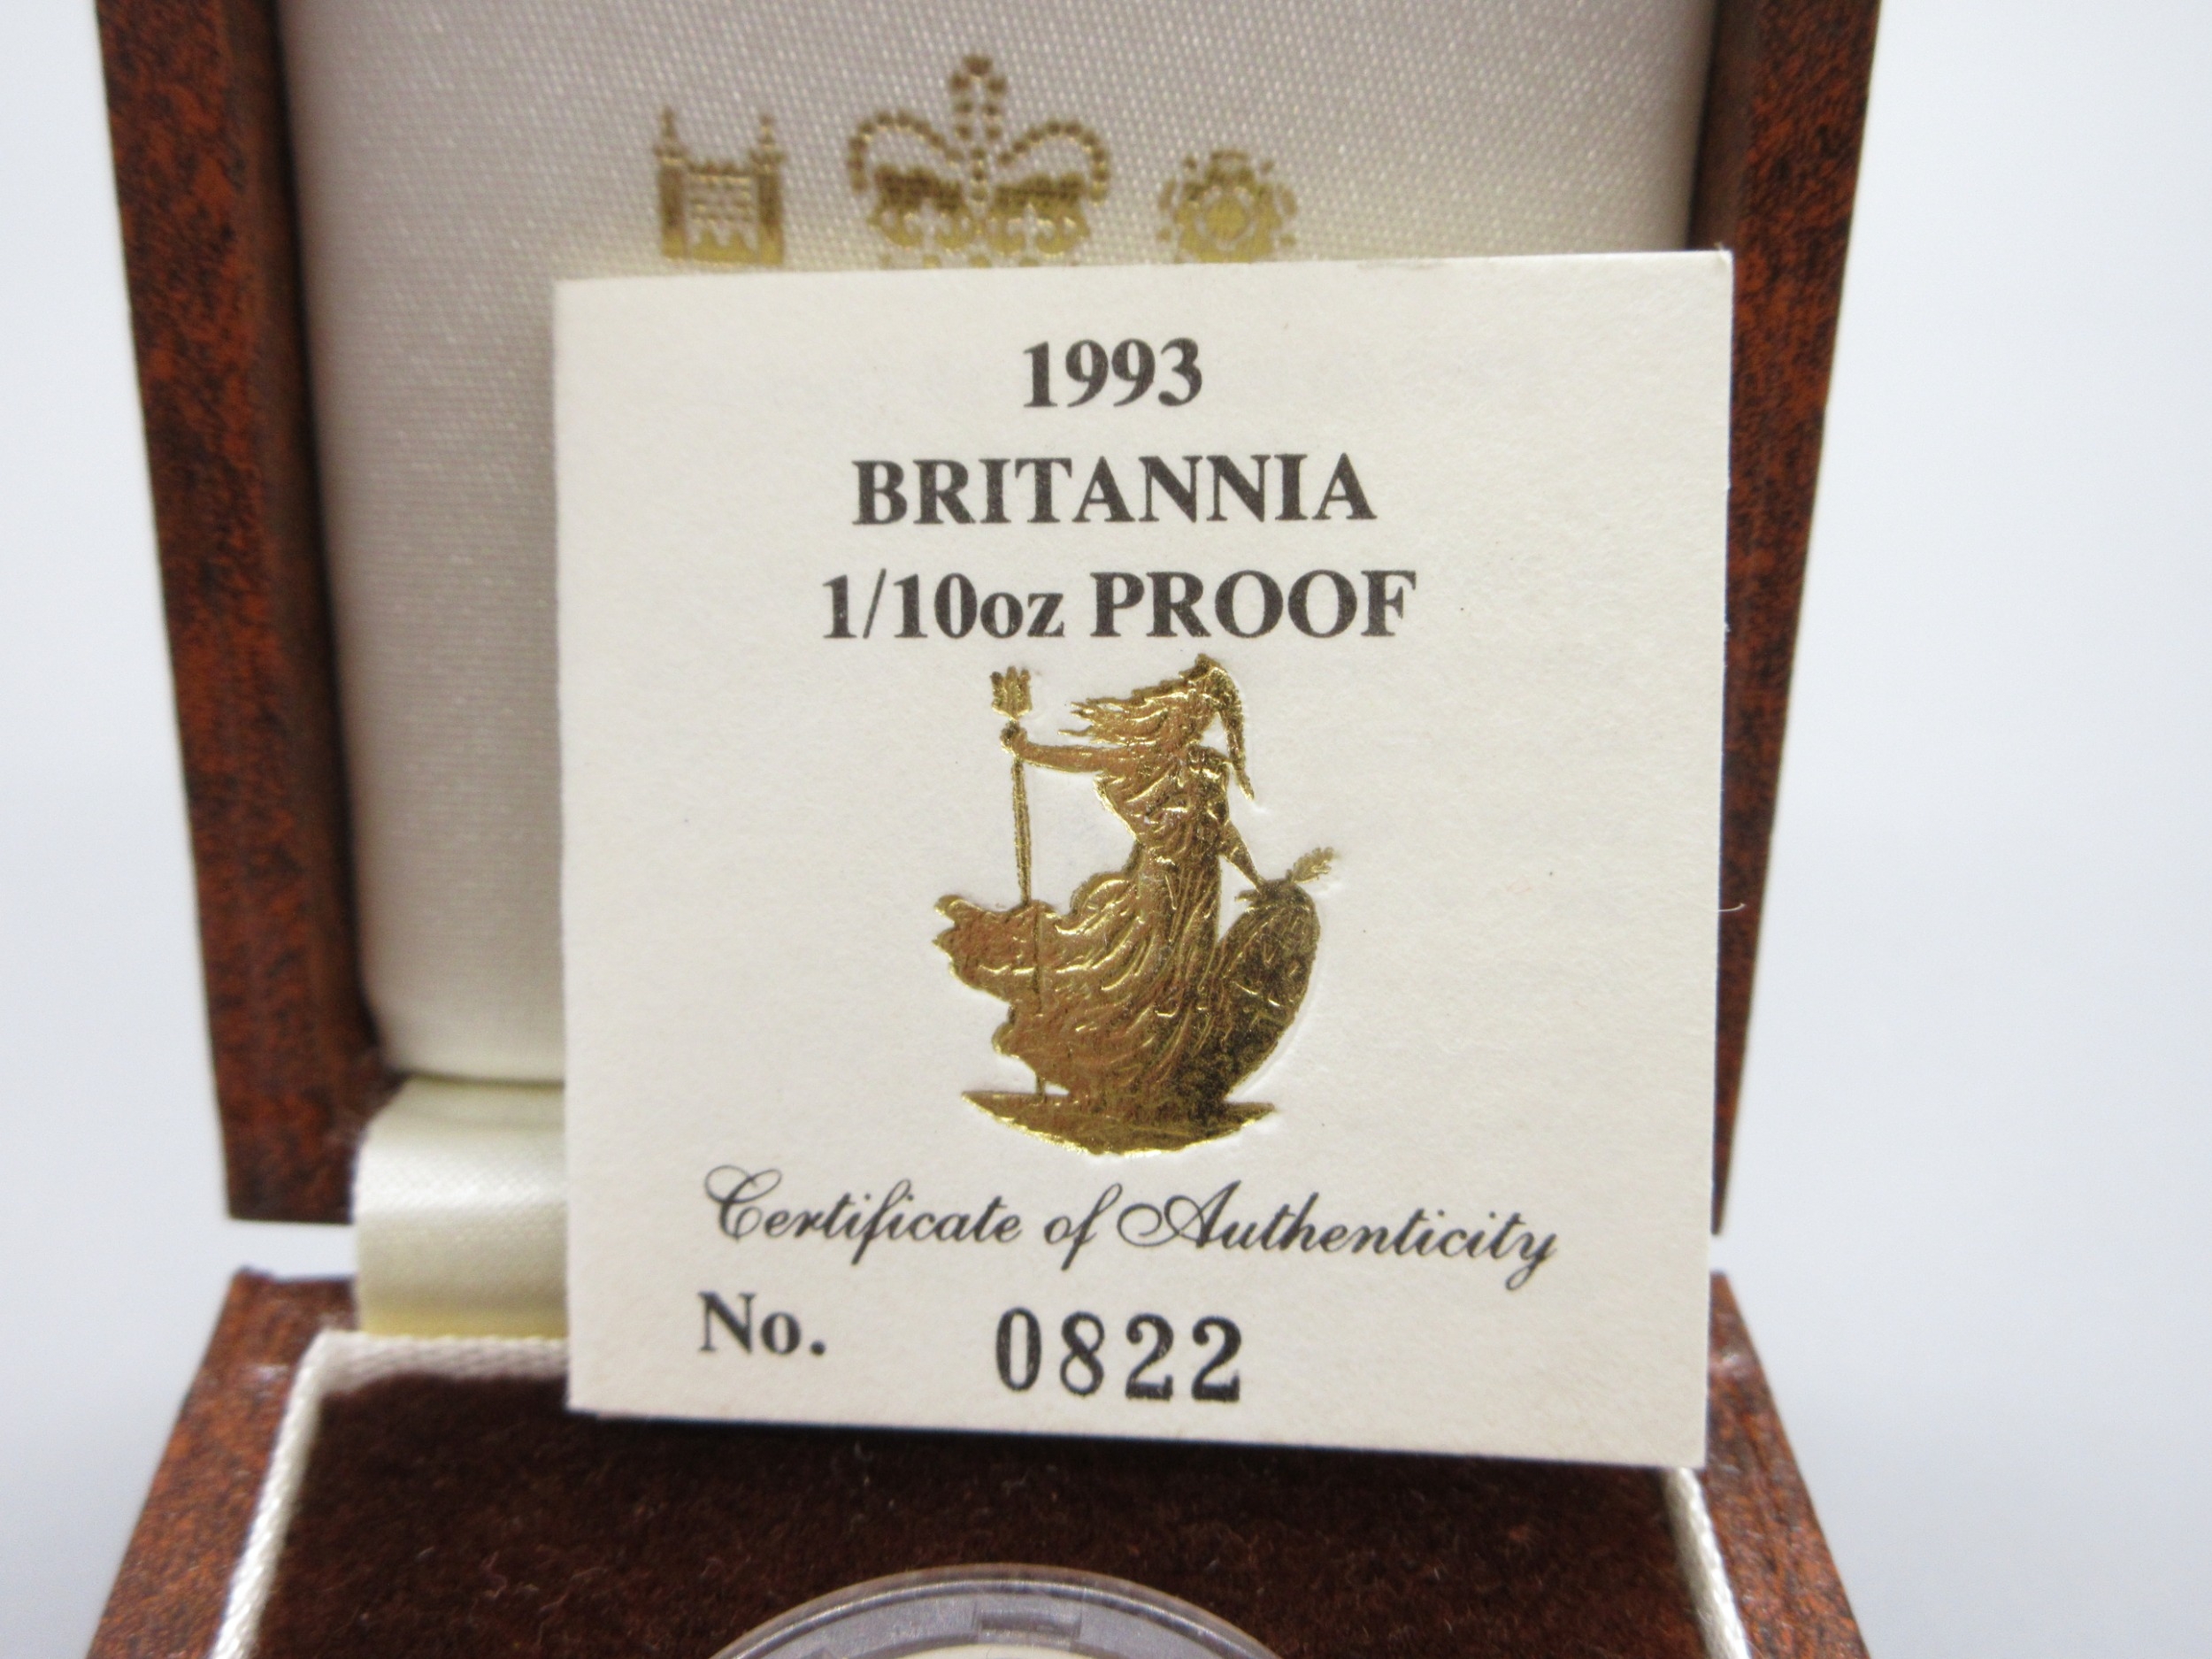 1993
BRITANNIA
1/10oz PROOF
Certificate of Authenticity
No. 0822